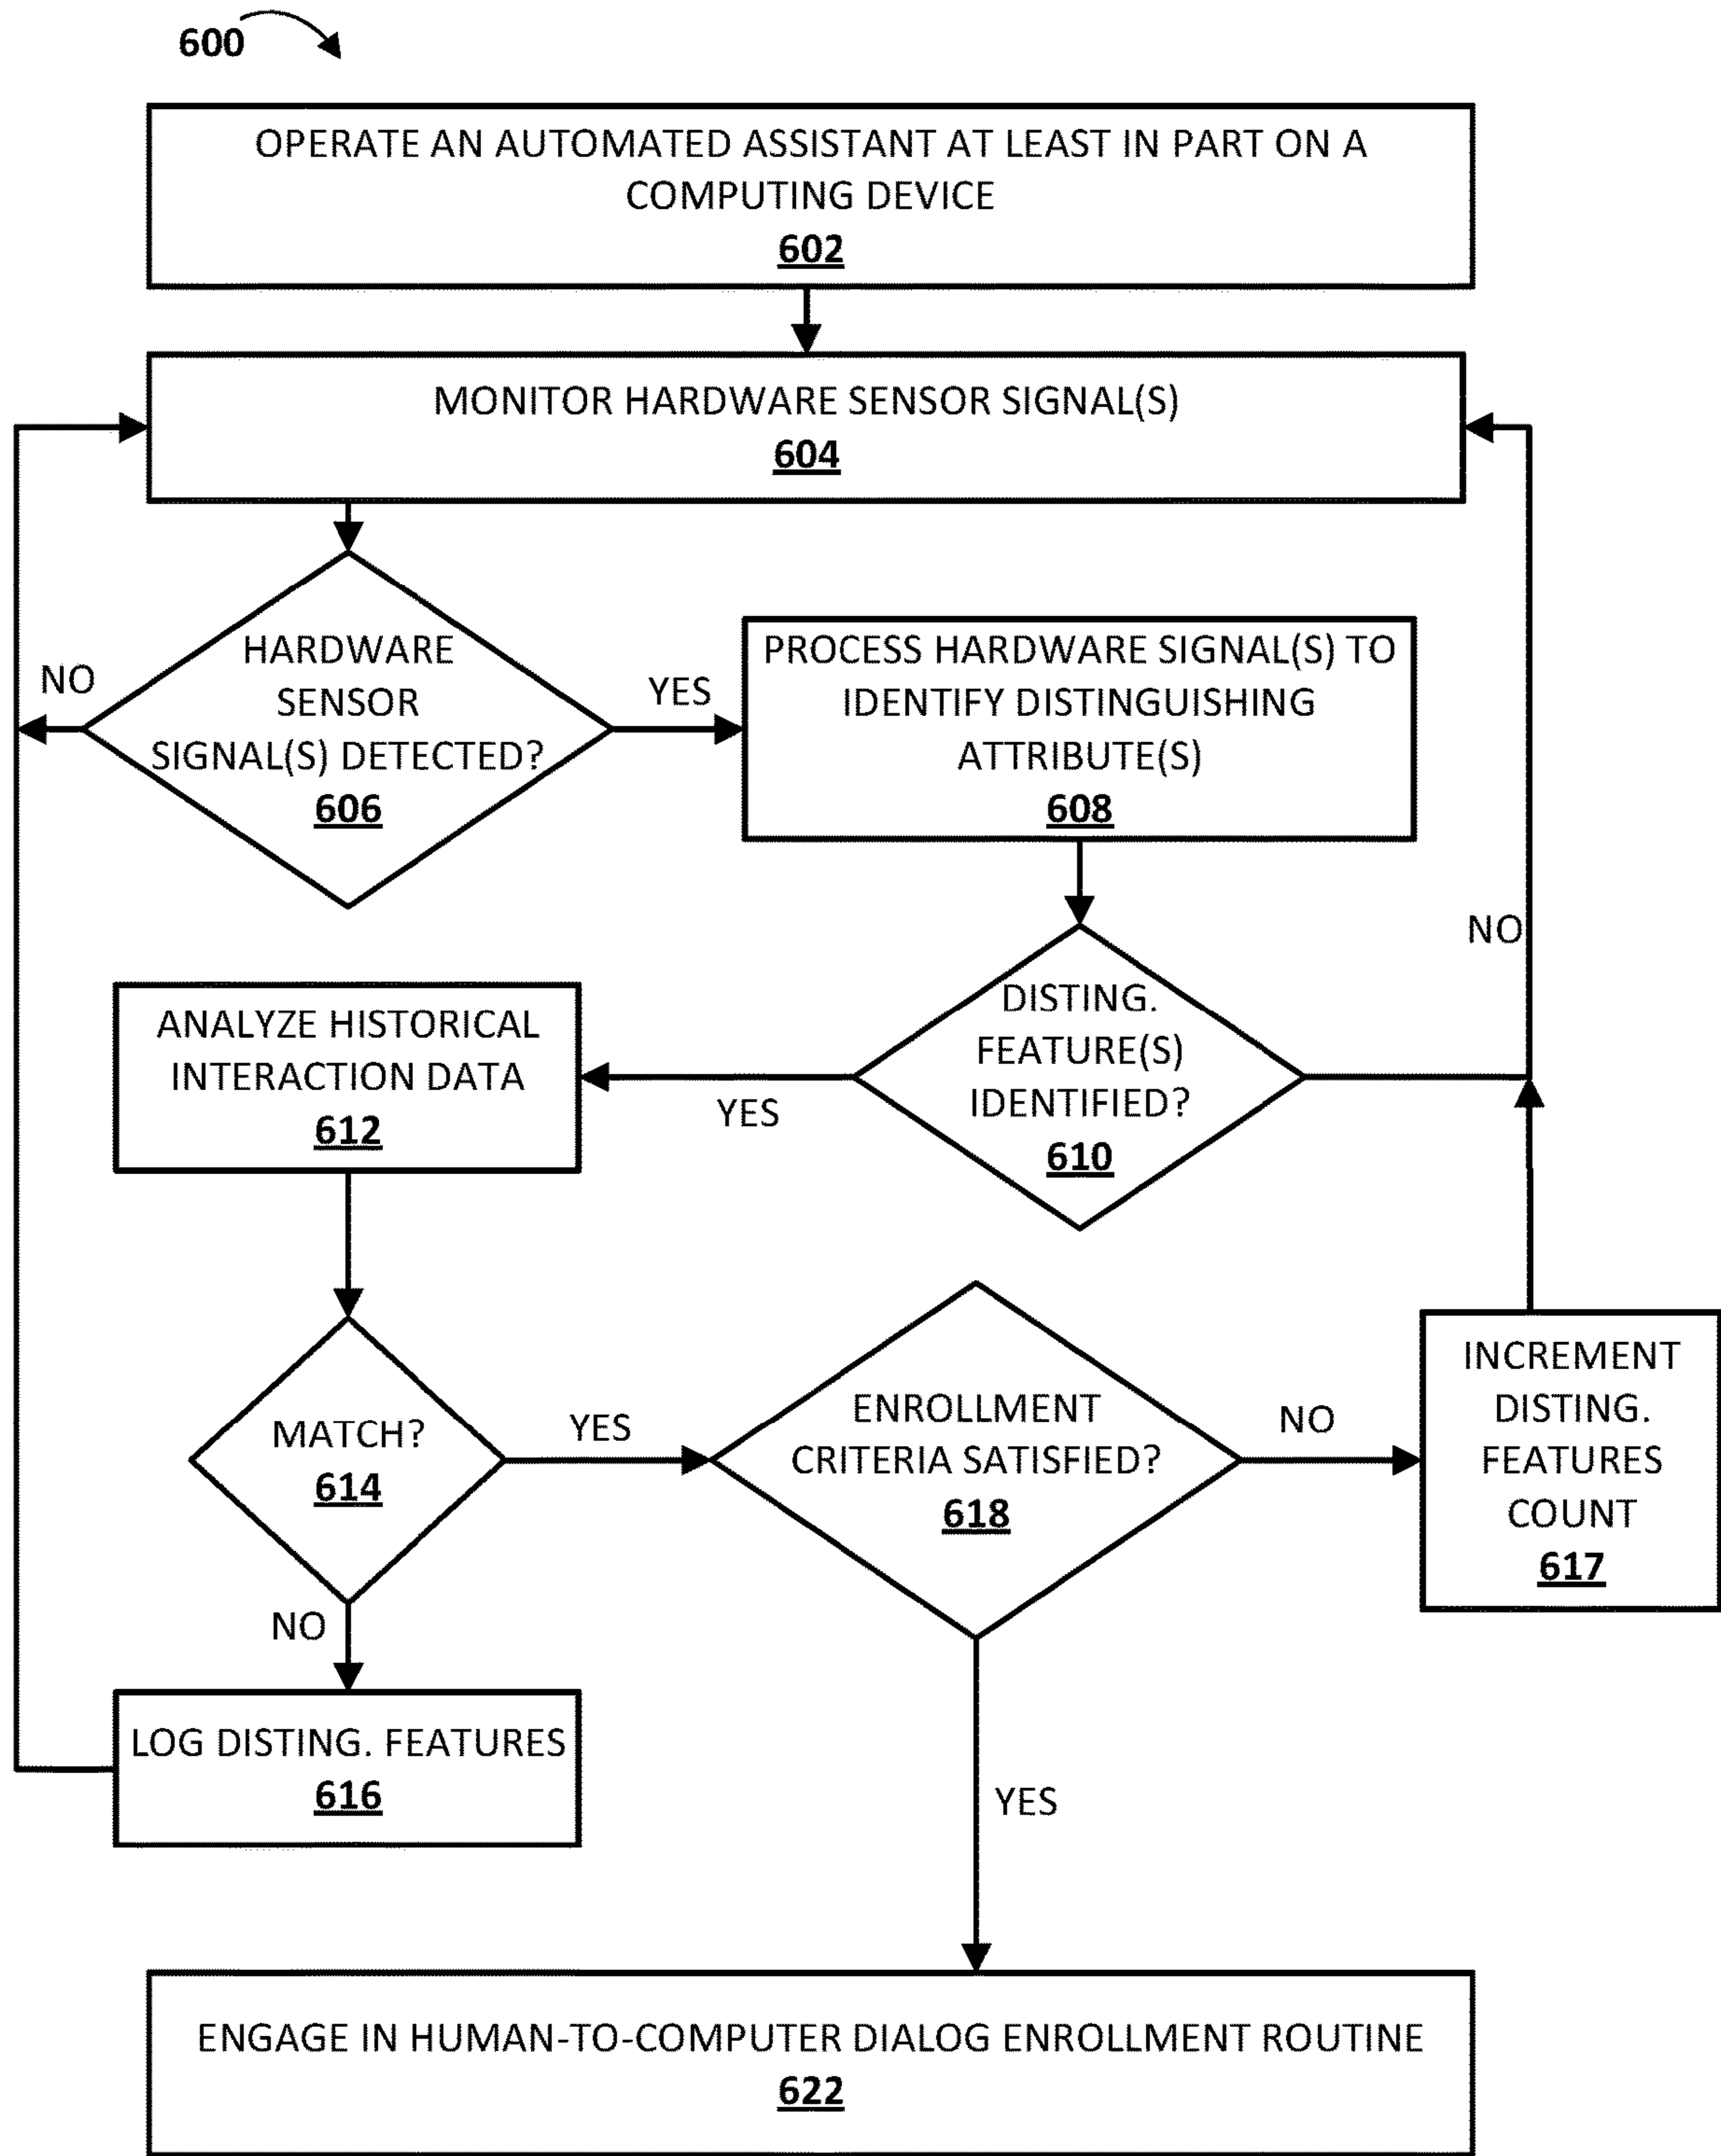 600
OPERATE AN AUTOMATED ASSISTANT AT LEAST IN PART ON A
COMPUTING DEVICE
602
MONITOR HARDWARE SENSOR SIGNAL(S)
604
HARDWARE
SENSOR
SIGNAL(S) DETECTED?
606
NO
YES
PROCESS HARDWARE SIGNAL(S) TO
IDENTIFY DISTINGUISHING
ATTRIBUTE(S)
608
DISTING.
FEATURE(S)
IDENTIFIED?
610
NO
YES
ANALYZE HISTORICAL
INTERACTION DATA
612
MATCH?
614
YES
NO
ENROLLMENT
CRITERIA SATISFIED?
618
NO
INCREMENT
DISTING.
FEATURES
COUNT
617
LOG DISTING. FEATURES
616
YES
ENGAGE IN HUMAN-TO-COMPUTER DIALOG ENROLLMENT ROUTINE
622